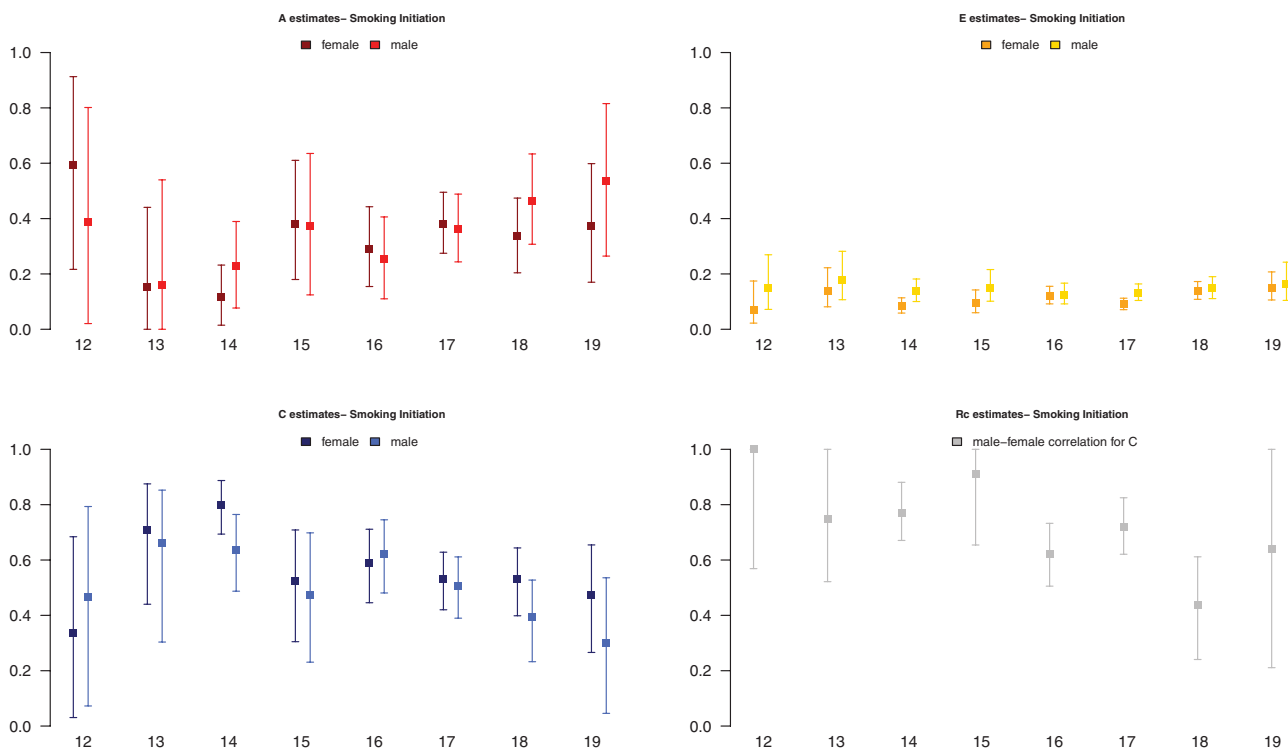 A estimates− Smoking Initiation
female male
1.0
0.8
0.6
0.4
0.2
0.0
12 13 14 15 16 17 18 19
E estimates− Smoking Initiation
female male
1.0
0.8
0.6
0.4
0.2
0.0
12 13 14 15 16 17 18 19
C estimates− Smoking Initiation
female male
1.0
0.8
0.6
0.4
0.2
0.0
12 13 14 15 16 17 18 19
Rc estimates− Smoking Initiation
male−female correlation for C
1.0
0.8
0.6
0.4
0.2
0.0
12 13 14 15 16 17 18 19